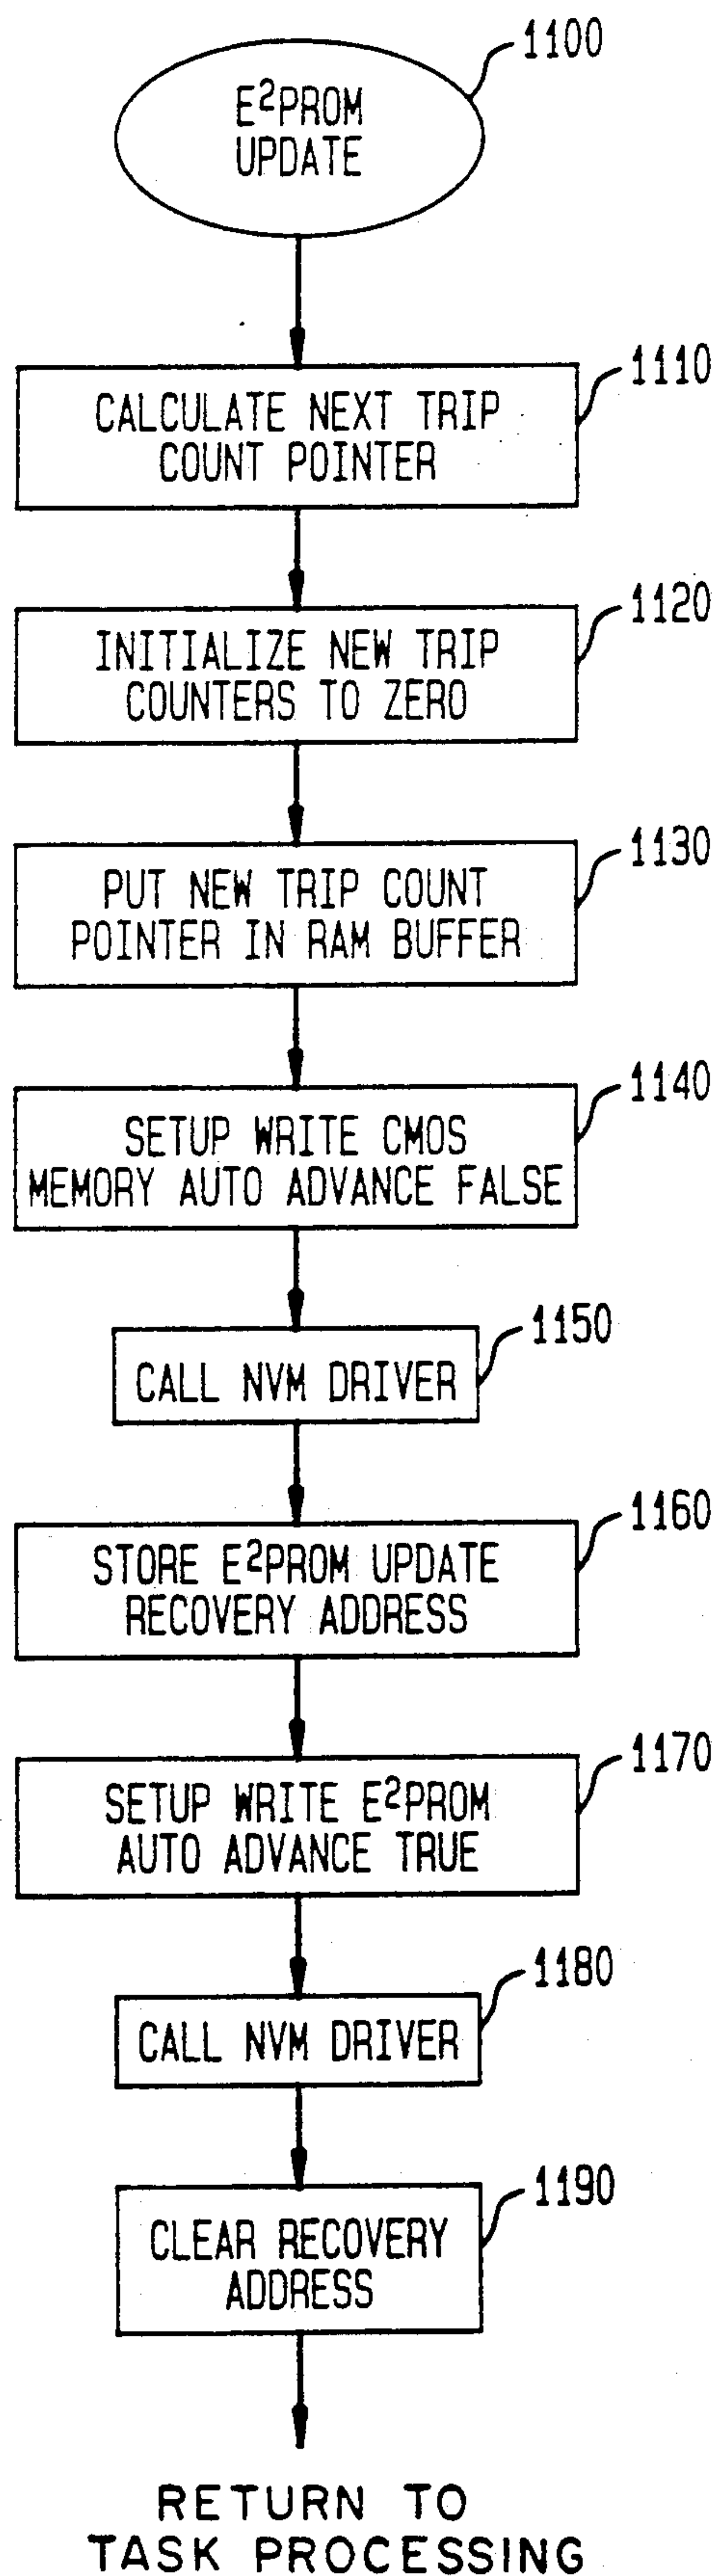 1100
E²PROM
UPDATE
1110
CALCULATE NEXT TRIP
COUNT POINTER
1120
INITIALIZE NEW TRIP
COUNTERS TO ZERO
1130
PUT NEW TRIP COUNT
POINTER IN RAM BUFFER
1140
SETUP WRITE CMOS
MEMORY AUTO ADVANCE FALSE
1150
CALL NVM DRIVER
1160
STORE E²PROM UPDATE
RECOVERY ADDRESS
1170
SETUP WRITE E²PROM
AUTO ADVANCE TRUE
1180
CALL NVM DRIVER
1190
CLEAR RECOVERY
ADDRESS
RETURN TO
TASK PROCESSING